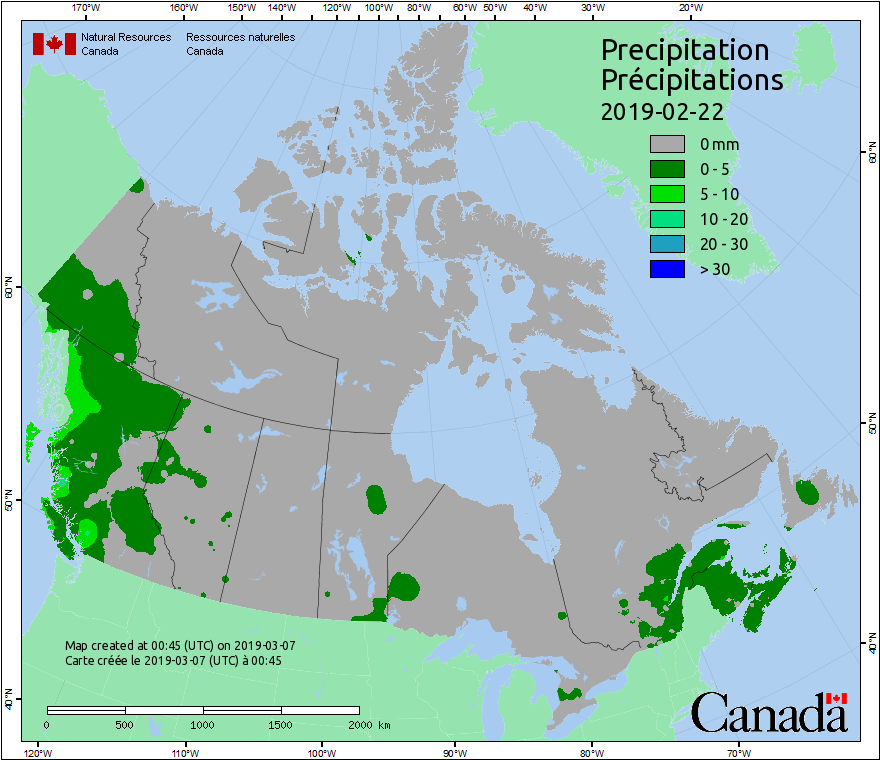 170°W 160°W 150°W 140°W 130°W 120°W 110°W 100°W 90°W 80°W 60°W 50°W 40°W 30°W 20°W
Natural Resources Canada
Ressources naturelles Canada
Precipitation
Précipitations
2019-02-22
0 mm
0 - 5
5 - 10
10 - 20
20 - 30
> 30
60°N
50°N
40°N
60°N
50°N
40°N
Map created at 00:45 (UTC) on 2019-03-07
Carte créée le 2019-03-07 (UTC) à 00:45
0 500 1000 1500 2000 km
Canada
120°W 110°W 100°W 90°W 80°W 70°W